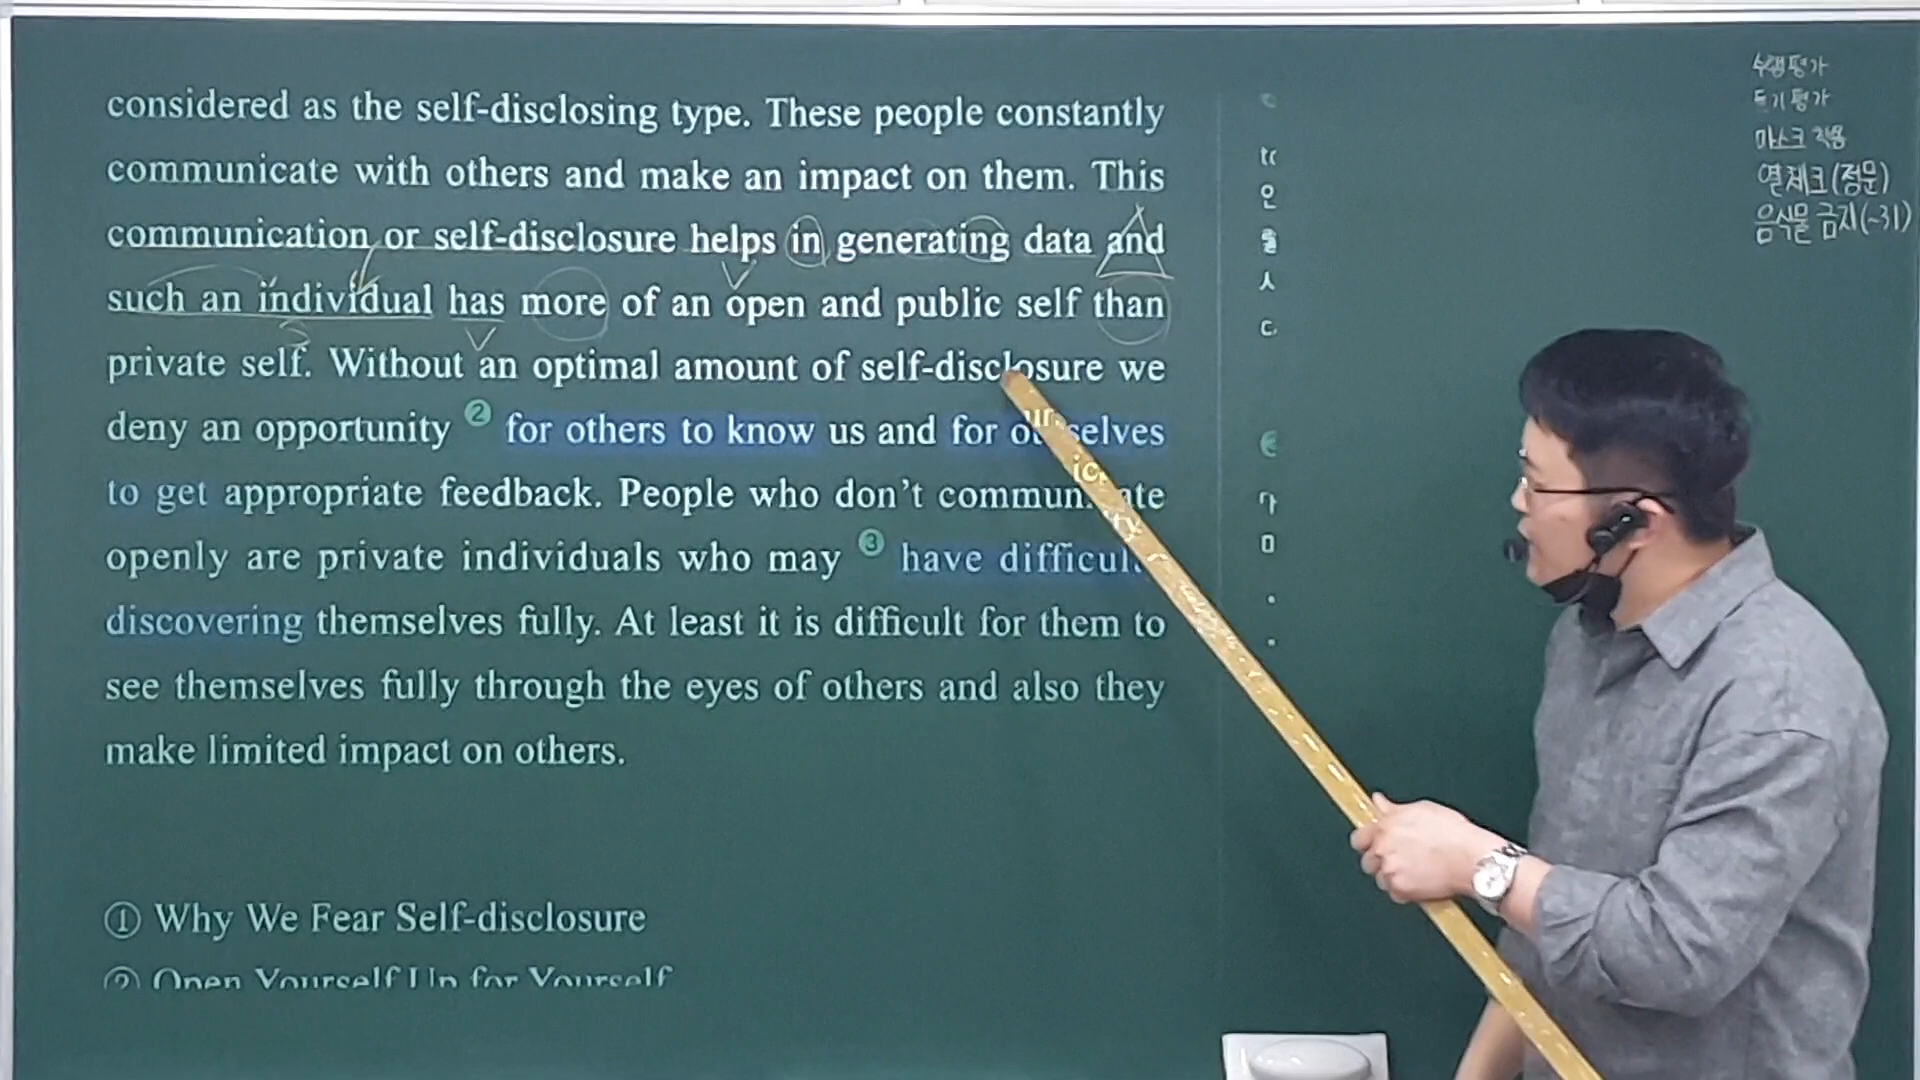 considered as the self-disclosing type. These people constantly
communicate with others and make an impact on them. This
communication or self-disclosure helps in generating data and
such an individual has more of an open and public self than
private self. Without an optimal amount of self-disclosure we
deny an opportunity ② for others to know us and for ourselves
to get appropriate feedback. People who don't communicate
openly are private individuals who may ③ have
discovering themselves fully. At least it is difficult for them to
see themselves fully through the eyes of others and also they
make limited impact on others.
① Why We Fear Self-disclosure
② Open Yourself Up for Yourself
수행평가
듣기평가
마스크 착용
열체크(정문)
음식물 금지(~31)